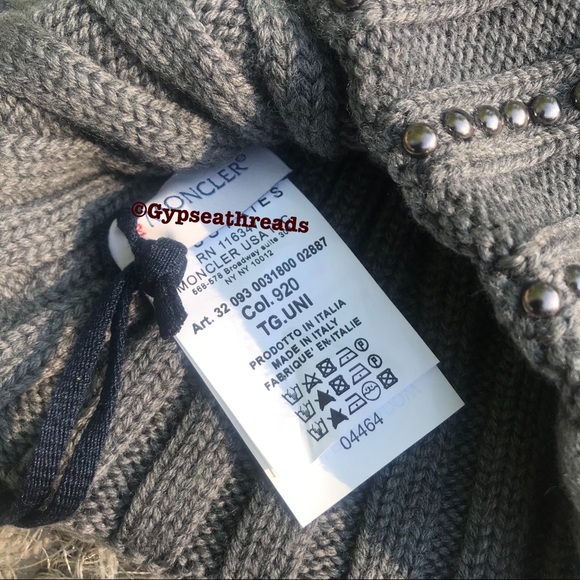 MONCLER
©Gypseathreads
RN 11634
MONCLER USA
568-578 Broadway suite 30
NY NY 10012
Art. 32 093 0031800 02887
Col. 920
TG.UNI
PRODOTTO IN ITALIA
MADE IN ITALY
FABRIQUE' EN ITALIE
04464